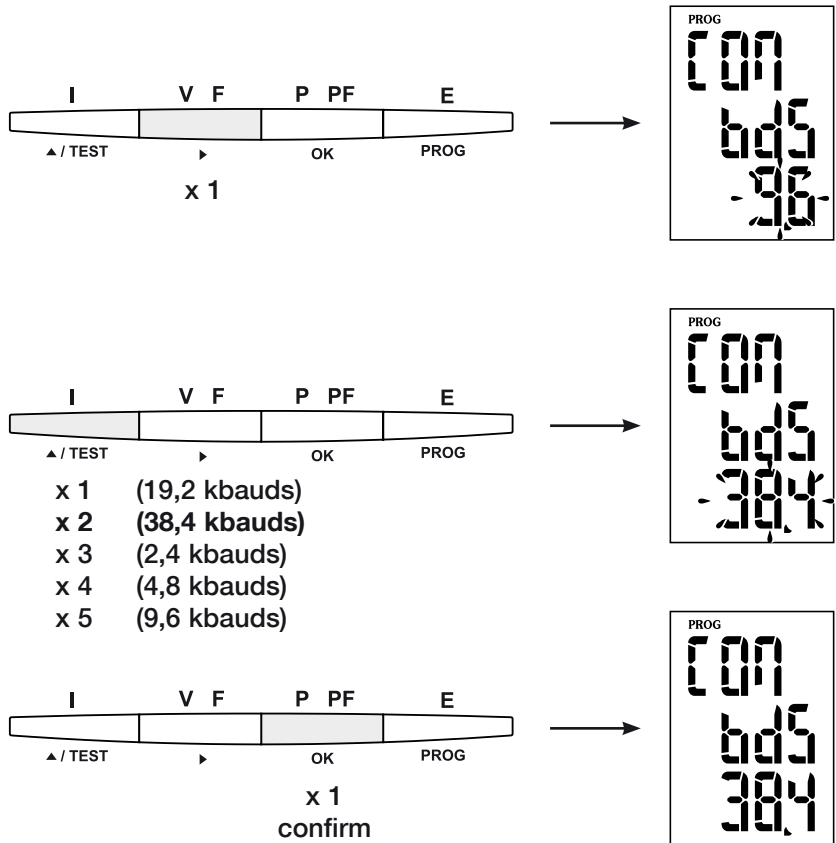 PROG
COM
I V F P PF E
bdS
▲ / TEST ► OK PROG
x 1
9.6
PROG
COM
I V F P PF E
bdS
▲ / TEST ► OK PROG
38.4
x 1 (19,2 kbauds)
x 2 (38,4 kbauds)
x 3 (2,4 kbauds)
x 4 (4,8 kbauds)
x 5 (9,6 kbauds)
PROG
COM
I V F P PF E
bdS
▲ / TEST ► OK PROG
38.4
x 1
confirm